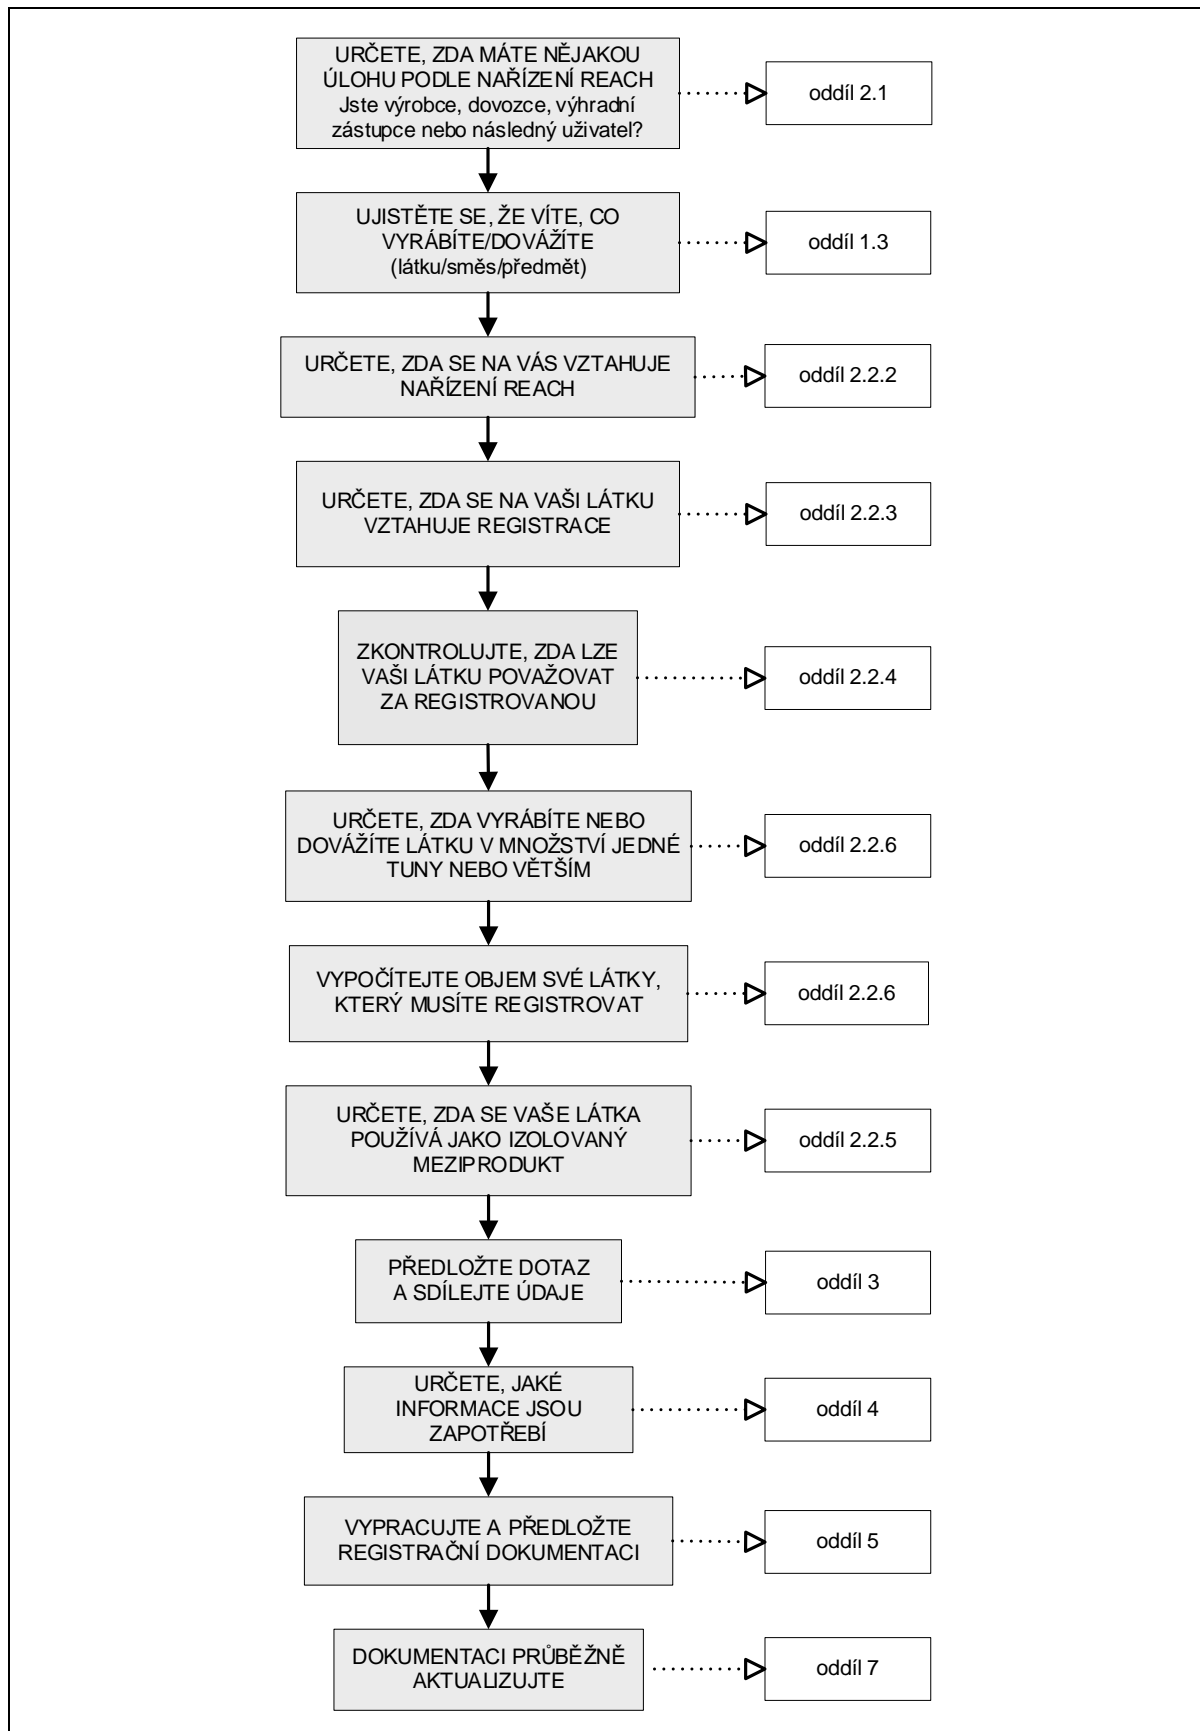 URČETE, ZDA MÁTE NĚJAKOU
ÚLOHU PODLE NAŘÍZENÍ REACH
Jste výrobce, dovozce, výhradní
zástupce nebo následný uživatel?
oddíl 2.1
UJISTĚTE SE, ŽE VÍTE, CO
VYRÁBÍTE/DOVÁŽÍTE
(látku/směs/předmět)
oddíl 1.3
URČETE, ZDA SE NA VÁS VZTAHUJE
NAŘÍZENÍ REACH
oddíl 2.2.2
URČETE, ZDA SE NA VAŠI LÁTKU
VZTAHUJE REGISTRACE
oddíl 2.2.3
ZKONTROLUJTE, ZDA LZE
VAŠI LÁTKU POVAŽOVAT
ZA REGISTROVANOU
oddíl 2.2.4
URČETE, ZDA VYRÁBÍTE NEBO
DOVÁŽÍTE LÁTKU V MNOŽSTVÍ JEDNÉ
TUNY NEBO VĚTŠÍM
oddíl 2.2.6
VYPOČÍTEJTE OBJEM SVÉ LÁTKY,
KTERÝ MUSÍTE REGISTROVAT
oddíl 2.2.6
URČETE, ZDA SE VAŠE LÁTKA
POUŽÍVÁ JAKO IZOLOVANÝ
MEZIPRODUKT
oddíl 2.2.5
PŘEDLOŽTE DOTAZ
A SDÍLEJTE ÚDAJE
oddíl 3
URČETE, JAKÉ
INFORMACE JSOU
ZAPOTŘEBÍ
oddíl 4
VYPRACUJTE A PŘEDLOŽTE
REGISTRAČNÍ DOKUMENTACI
oddíl 5
DOKUMENTACI PRŮBĚŽNĚ
AKTUALIZUJTE
oddíl 7